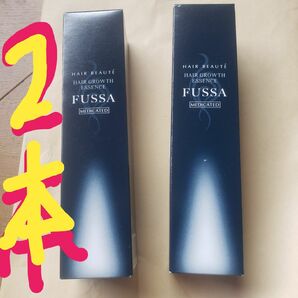 2本
HAIR BEAUTÉ
HAIR GROWTH
ESSENCE
FUSSA
MEDICATED
HAIR BEAUTÉ
HAIR GROWTH
ESSENCE
FUSSA
MEDICATED